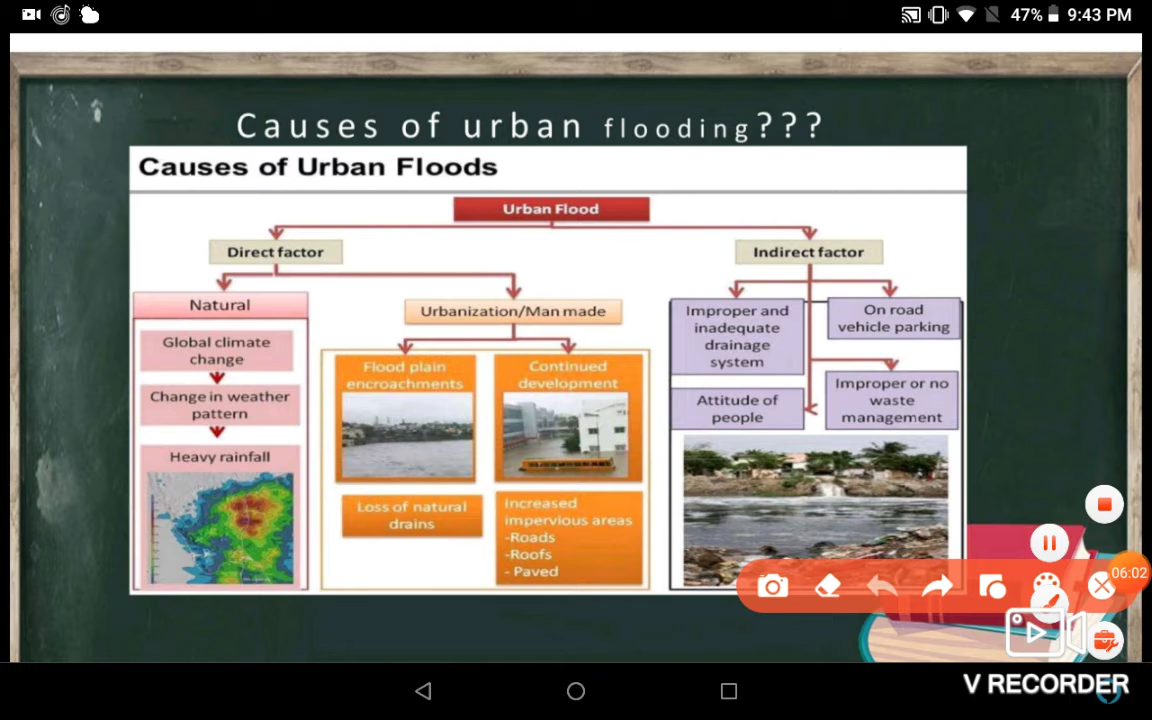 47% 9:43 PM
Causes of urban flooding???
Causes of Urban Floods
Urban Flood
Direct factor
Indirect factor
Natural
Global climate
change
Change in weather
pattern
Heavy rainfall
Urbanization/Man made
Flood plain
encroachments
Continued
development
Loss of natural
drains
Increased
impervious areas
-Roads
-Roofs
- Paved
Improper and
inadequate
drainage
system
On road
vehicle parking
Attitude of
people
Improper or no
waste
management
06:02
V RECORDER